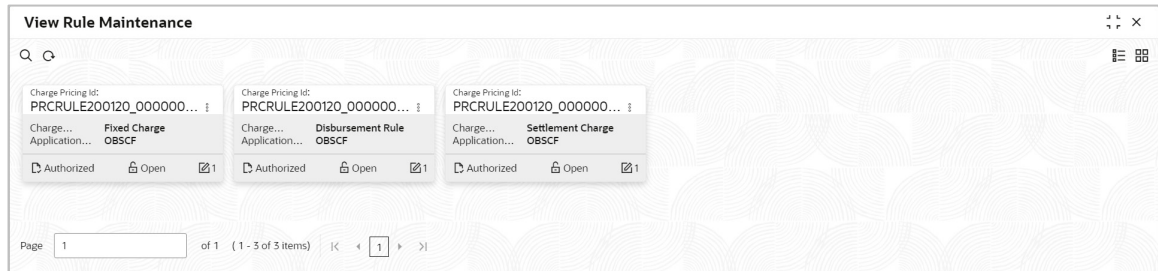 View Rule Maintenance
Charge Pricing Id: Charge Pricing Id: Charge Pricing Id:
PRCRULE200120_000000... PRCRULE200120_000000... PRCRULE200120_000000...
Charge... Fixed Charge Charge... Disbursement Rule Charge... Settlement Charge
Application... OBSCF Application... OBSCF Application... OBSCF
Authorized Open 1 Authorized Open 1 Authorized Open 1
Page 1 of 1 ( 1 - 3 of 3 items) 1